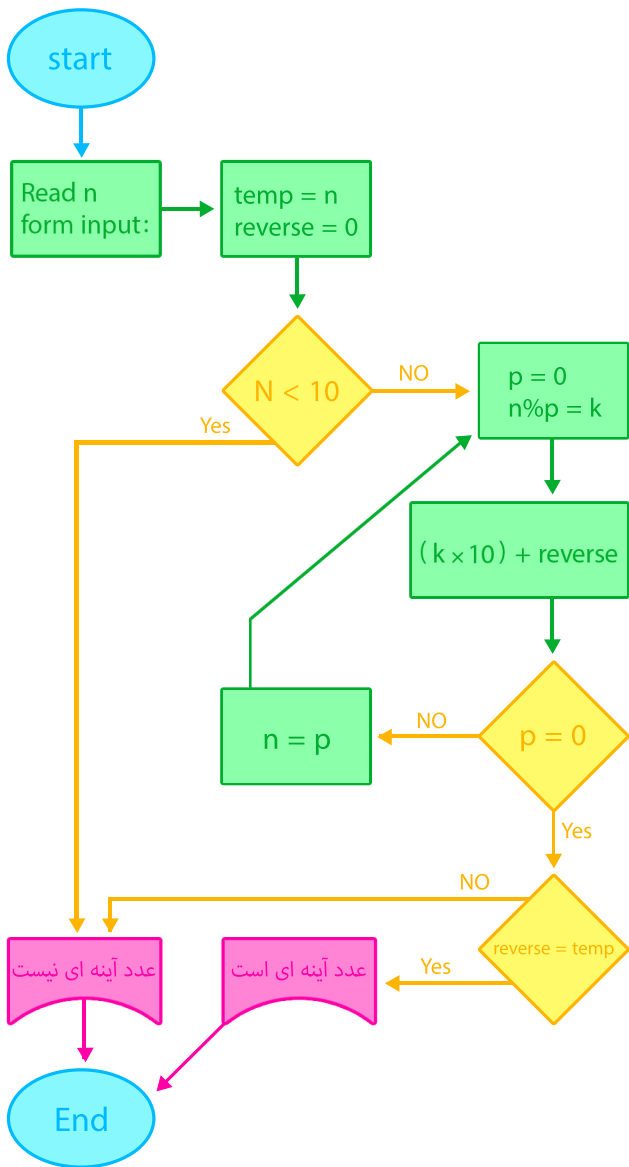 start
Read n
form input:
temp = n
reverse = 0
N < 10
NO
Yes
p = 0
n%p = k
(k × 10) + reverse
p = 0
NO
n = p
Yes
reverse = temp
NO
Yes
عدد آینه ای نیست
عدد آینه ای است
End